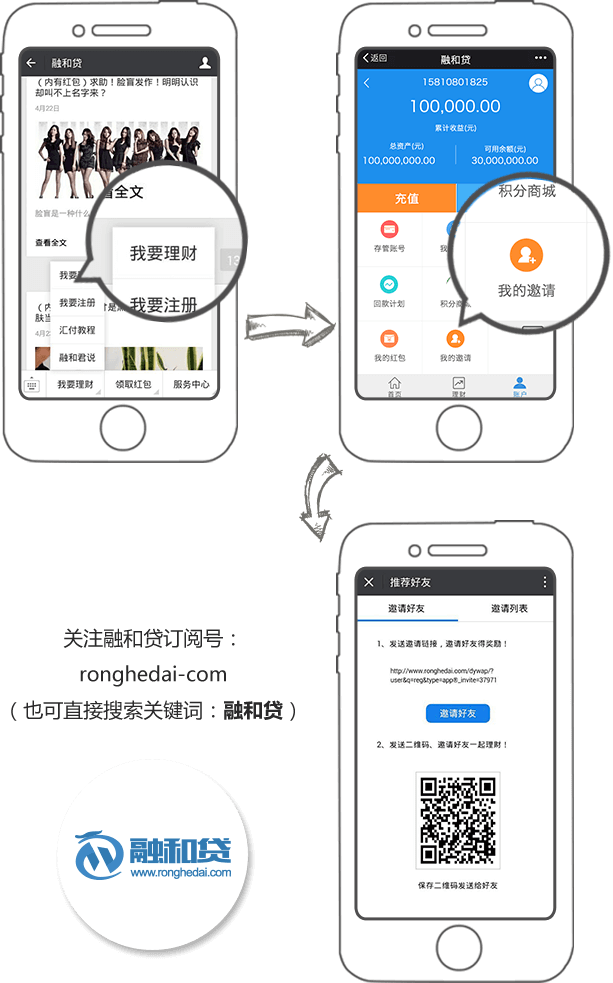 融和贷
（内有红包）求助！脸盲发作！明明认识
却叫不上名字来？
4月22日
看全文
脸盲是一种什么
查看全文
我要理财
我要注册
13
我要
我要注册
汇付教程
融和君说
（内
肤当
4月2
是
我要理财
领取红包
服务中心
返回
融和贷
15810801825
100,000.00
累计收益(元)
总资产(元)
可用余额(元)
100,000,000.00
30,000,000.00
充值
积分商城
存管账号
我的邀请
回款计划
积分商
我的红包
我的邀请
首页
理财
账户
关注融和贷订阅号：
ronghedai-com
（也可直接搜索关键词：融和贷）
融和贷
www.ronghedai.com
推荐好友
邀请好友
邀请列表
1、发送邀请链接，邀请好友得奖励！
http://www.ronghedai.com/dywap/?
user&q=reg&type=app®_invite=37971
邀请好友
2、发送二维码、邀请好友一起理财！
保存二维码发送给好友